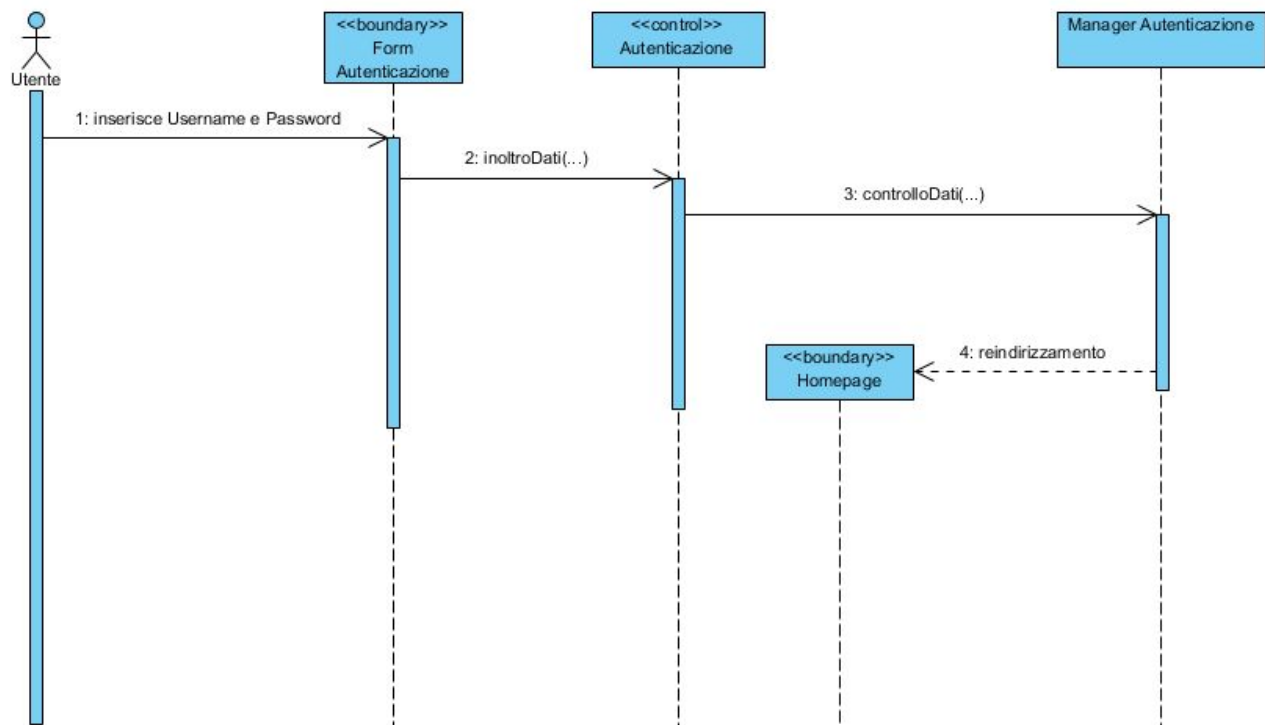 Utente
<<boundary>>
Form
Autenticazione
<<control>>
Autenticazione
Manager Autenticazione
1: inserisce Username e Password
2: inoltroDati(...)
3: controlloDati(...)
<<boundary>>
Homepage
4: reindirizzamento